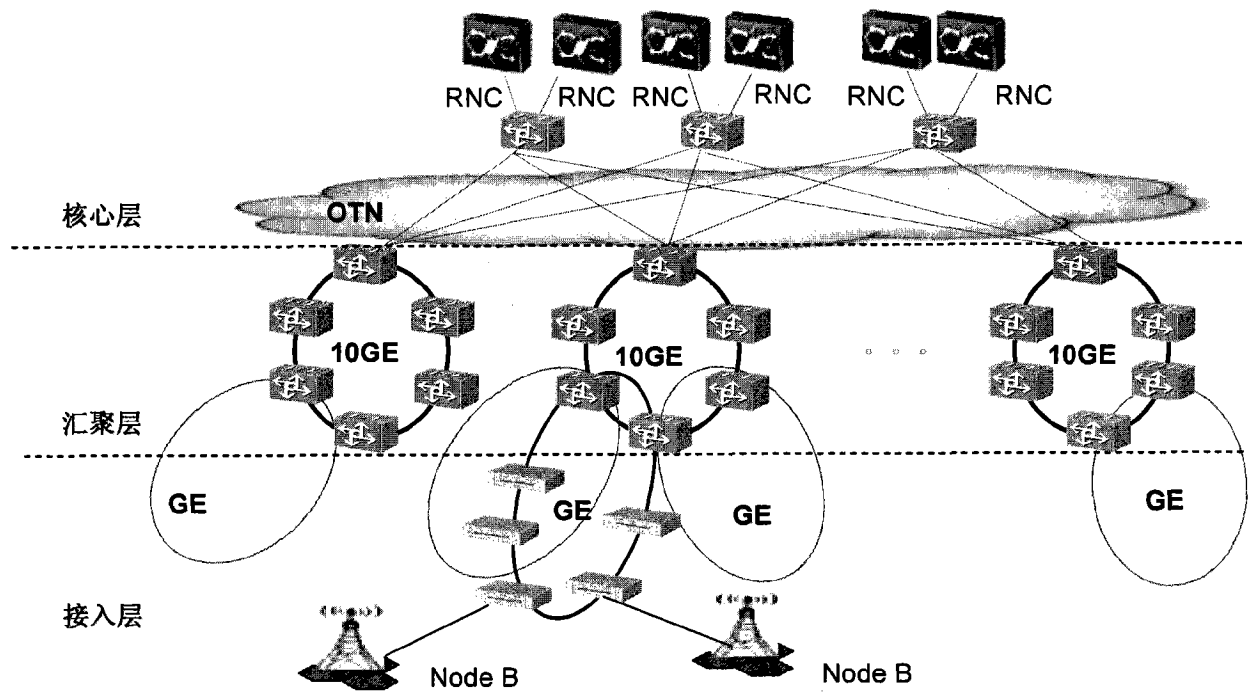 RNC
RNC
RNC
RNC
RNC
RNC
核心层
OTN
10GE
10GE
10GE
汇聚层
GE
GE
GE
GE
接入层
Node B
Node B